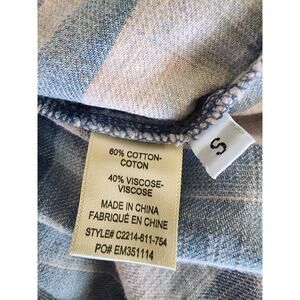 60% COTTON-
COTON
40% VISCOSE-
VISCOSE
MADE IN CHINA
FABRIQUÉ EN CHINE
STYLE# C2214-611-754
PO# EM351114
S